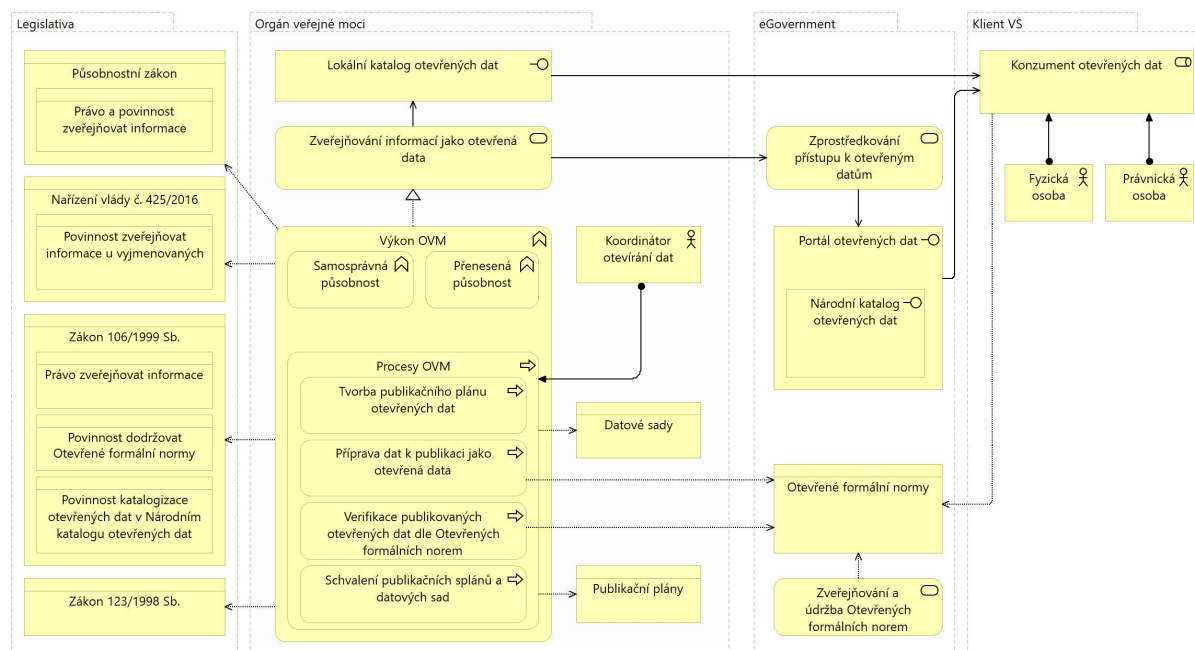 Legislativa
Působnostní zákon
Právo a povinnost
zveřejňovat informace
Nařízení vlády č. 425/2016
Povinnost zveřejňovat
informace u vyjmenovaných
Zákon 106/1999 Sb.
Právo zveřejňovat informace
Povinnost dodržovat
Otevřené formální normy
Povinnost katalogizace
otevřených dat v Národním
katalogu otevřených dat
Zákon 123/1998 Sb.
Orgán veřejné moci
Lokální katalog otevřených dat
Zveřejňování informací jako otevřená
data
Výkon OVM
Samosprávná
působnost
Přenesená
působnost
Koordinátor
otevírání dat
Procesy OVM
Tvorba publikačního plánu
otevřených dat
Příprava dat k publikaci jako
otevřená data
Verifikace publikovaných
otevřených dat dle Otevřených
formálních norem
Schvalení publikačních splánů a
datových sad
Datové sady
Publikační plány
eGovernment
Zprostředkování
přístupu k otevřeným
datům
Portál otevřených dat
Národní katalog
otevřených dat
Otevřené formální normy
Zveřejňování a
údržba Otevřených
formálních norem
Klient VS
Konzument otevřených dat
Fyzická
osoba
Právnická
osoba